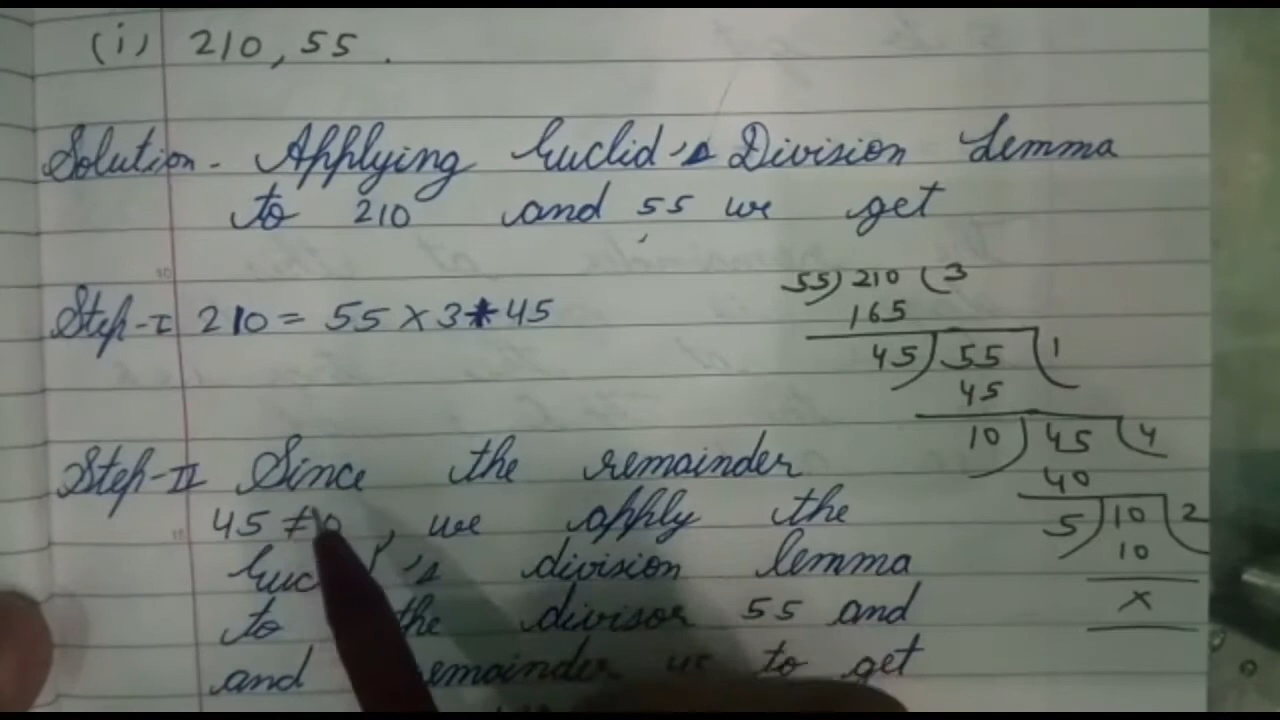 (i) 210, 55.
Solution - Applying Euclid's Division Lemma
to 210 and 55 we get
Step-I 210 = 55 × 3 + 45
55) 210 (3
165
45) 55 (1
45
10) 45 (4
40
5) 10 (2
10
×
Step-II Since the remainder
45 ≠ 0, we apply the
division lemma
to the divisor 55 and
and remainder 45 to get